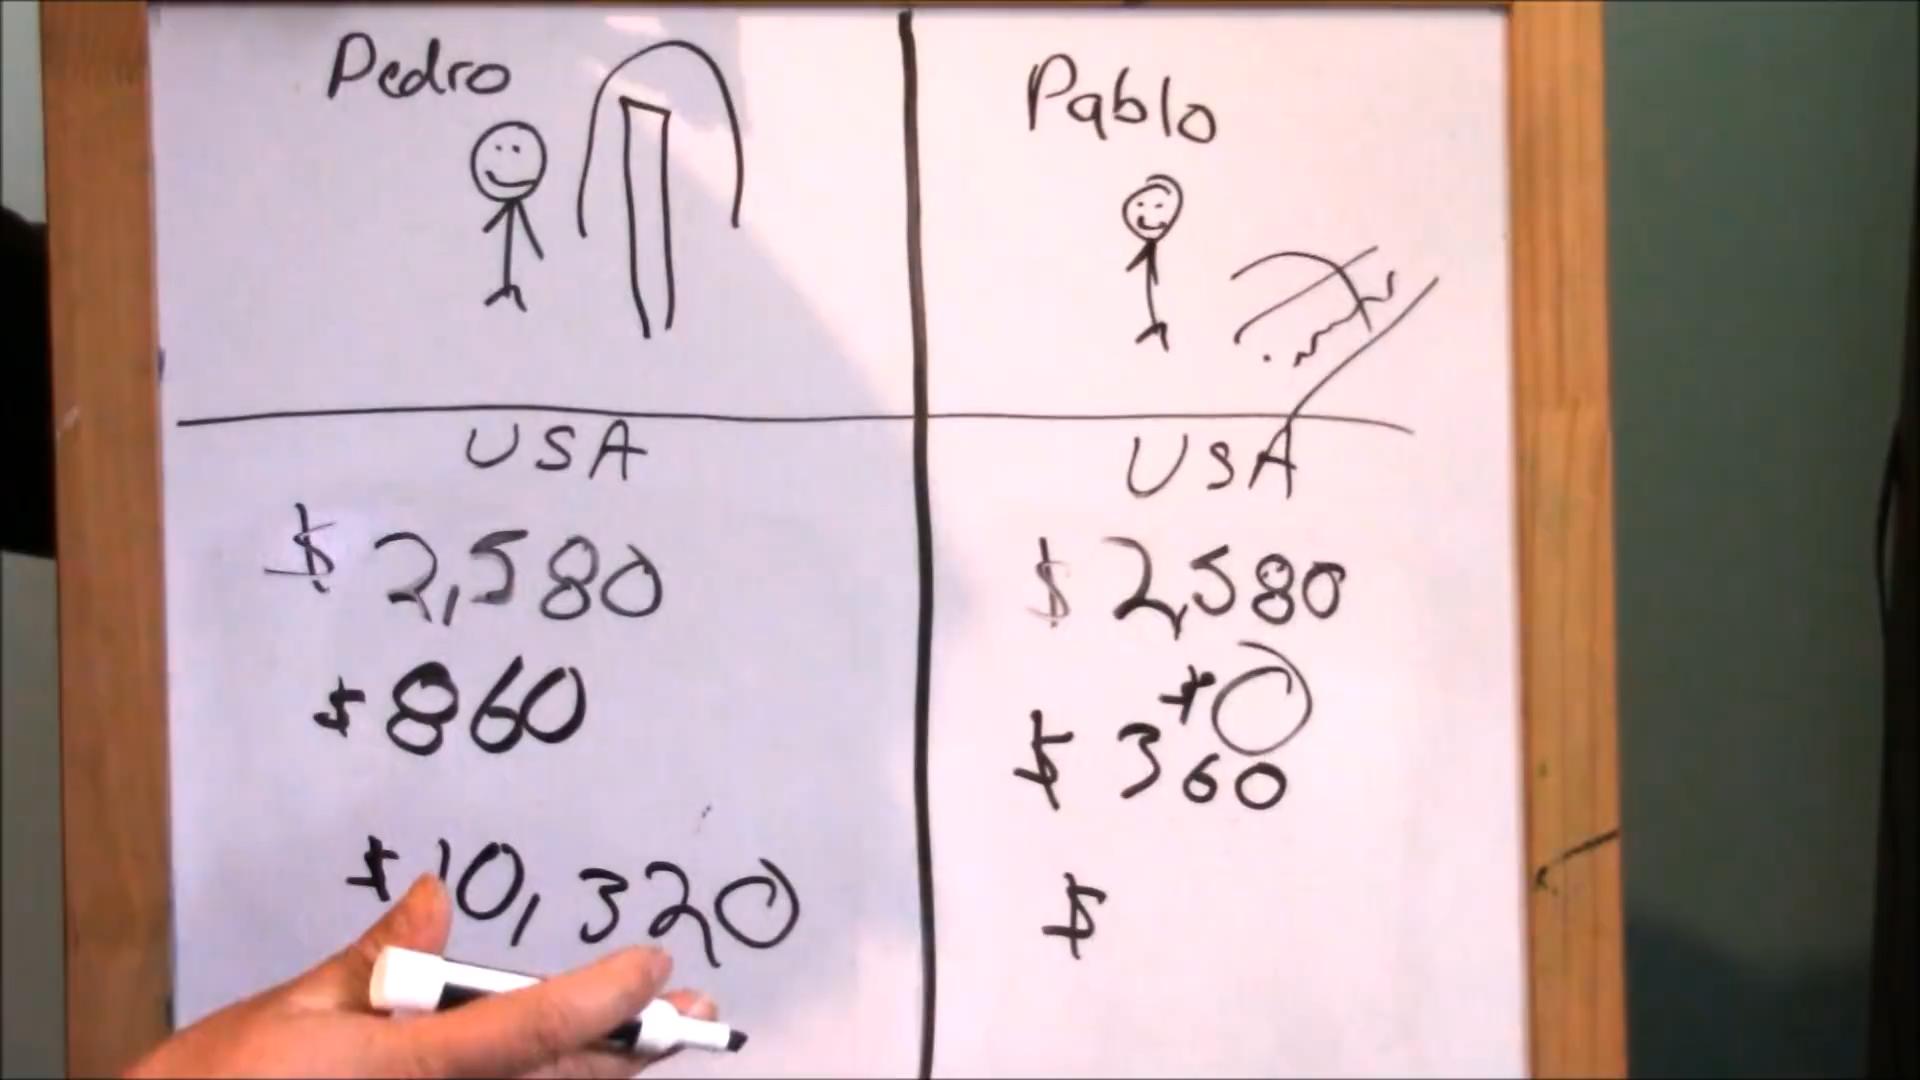 Pedro
USA
$ 2,580
$ 860
$ 10,320
Pablo
USA
$ 2,580
+0
$ 360
$